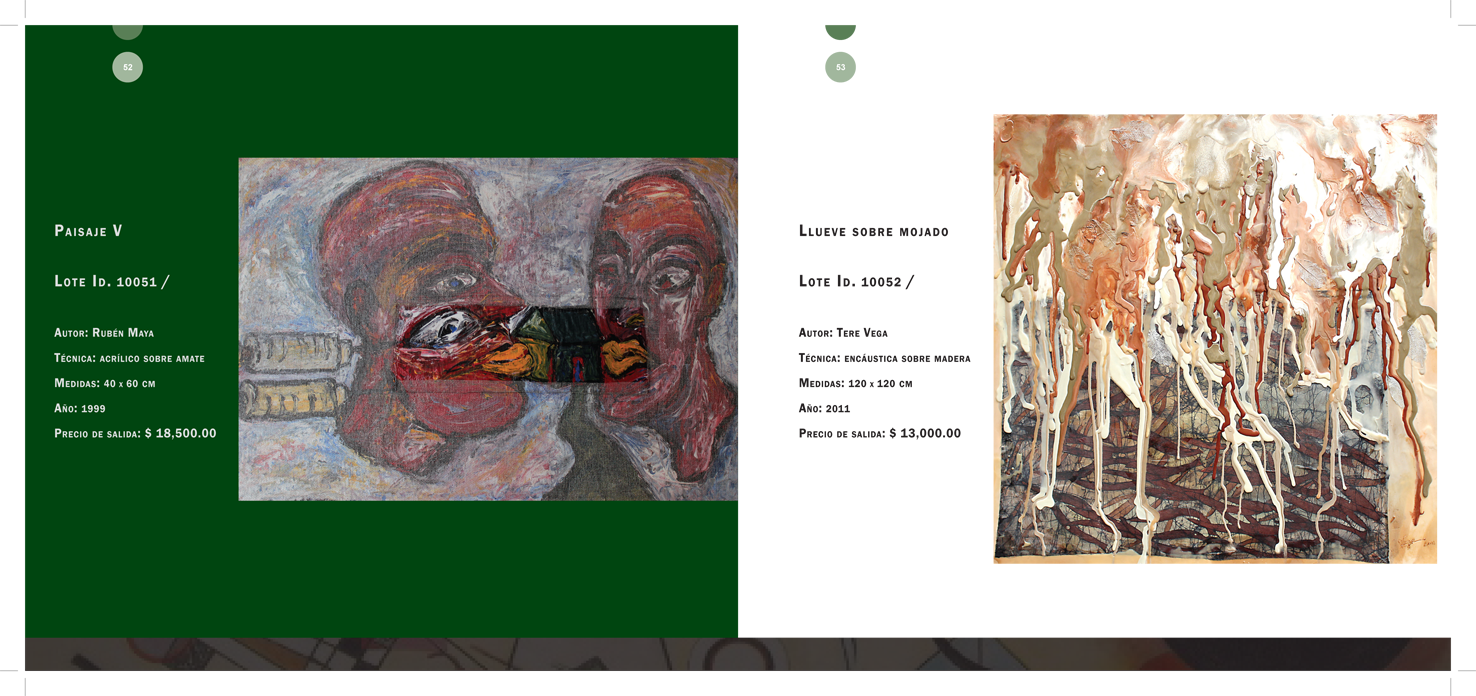 52
Paisaje V
Lote Id. 10051 /
Autor: Rubén Maya
Técnica: acrílico sobre amate
Medidas: 40 x 60 cm
Año: 1999
Precio de salida: $ 18,500.00
53
Llueve sobre mojado
Lote Id. 10052 /
Autor: Tere Vega
Técnica: encáustica sobre madera
Medidas: 120 x 120 cm
Año: 2011
Precio de salida: $ 13,000.00